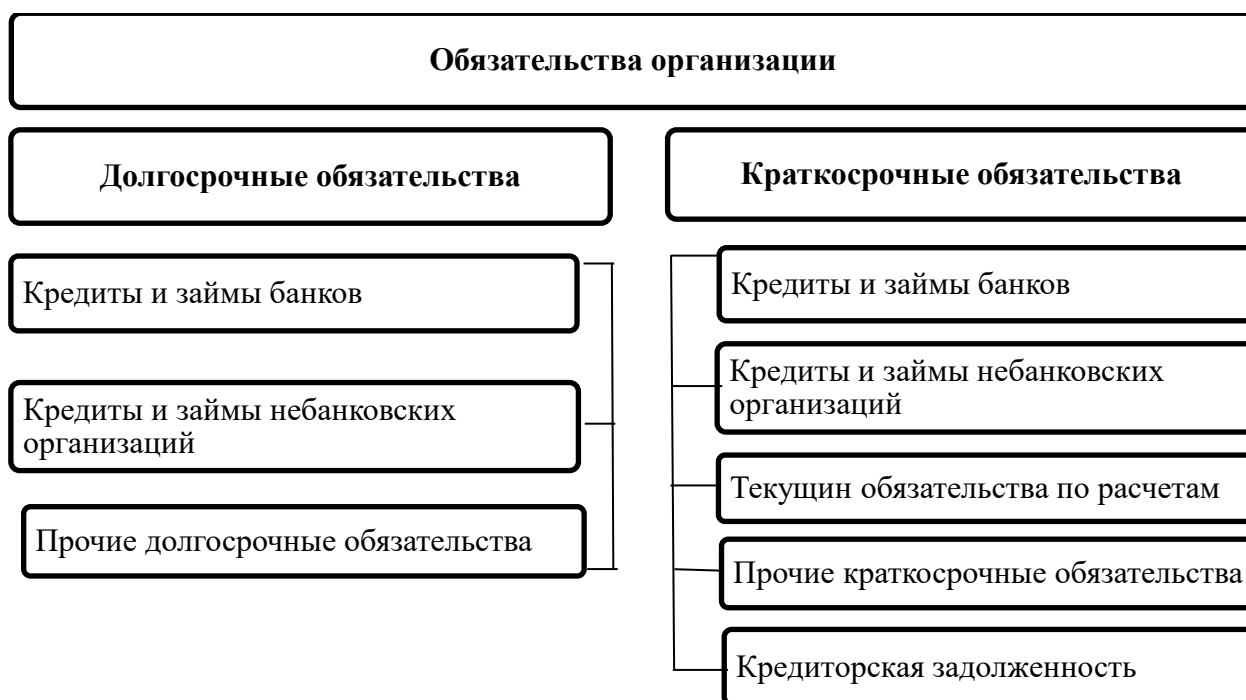 Обязательства организации
Долгосрочные обязательства
Кредиты и займы банков
Кредиты и займы небанковских
организаций
Прочие долгосрочные обязательства
Краткосрочные обязательства
Кредиты и займы банков
Кредиты и займы небанковских
организаций
Текущин обязательства по расчетам
Прочие краткосрочные обязательства
Кредиторская задолженность